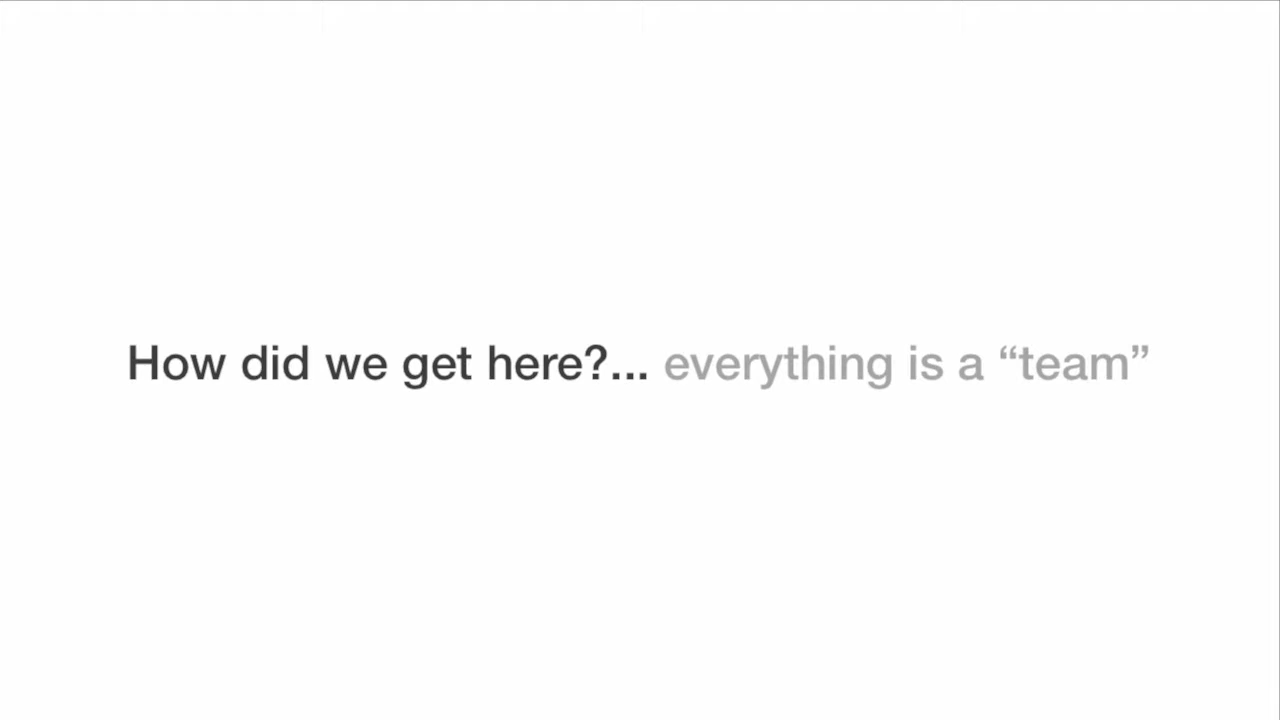 How did we get here?... everything is a “team”